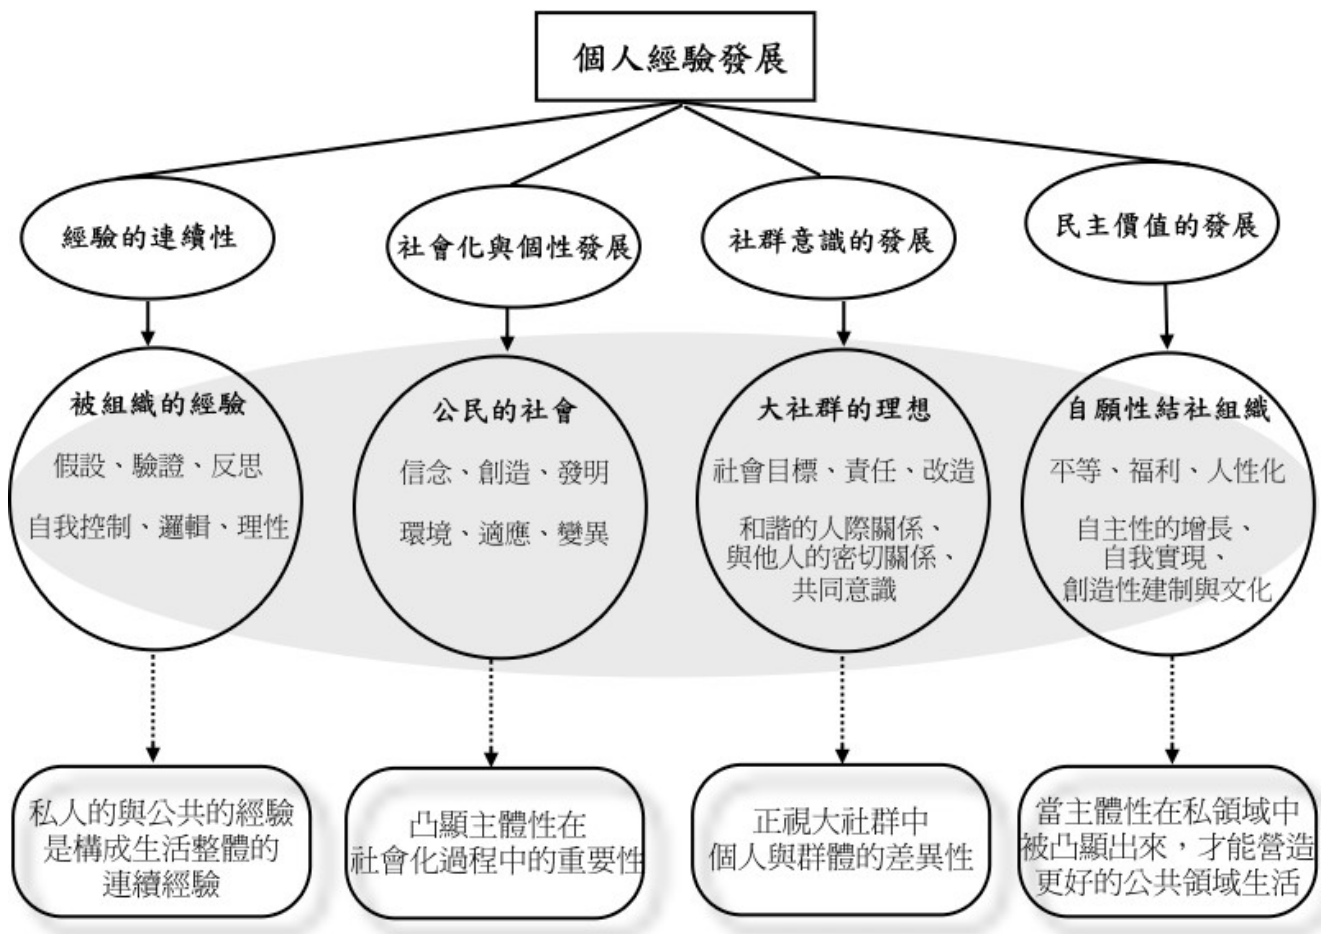 個人經驗發展
經驗的連續性
社會化與個性發展
社群意識的發展
民主價值的發展
被組織的經驗
假設、驗證、反思
自我控制、邏輯、理性
公民的社會
信念、創造、發明
環境、適應、變異
大社群的理想
社會目標、責任、改造
和諧的人際關係、
與他人的密切關係、
共同意識
自願性結社組織
平等、福利、人性化
自主性的增長、
自我實現、
創造性建制與文化
私人的與公共的經驗
是構成生活整體的
連續經驗
凸顯主體性在
社會化過程中的重要性
正視大社群中
個人與群體的差異性
當主體性在私領域中
被凸顯出來，才能營造
更好的公共領域生活